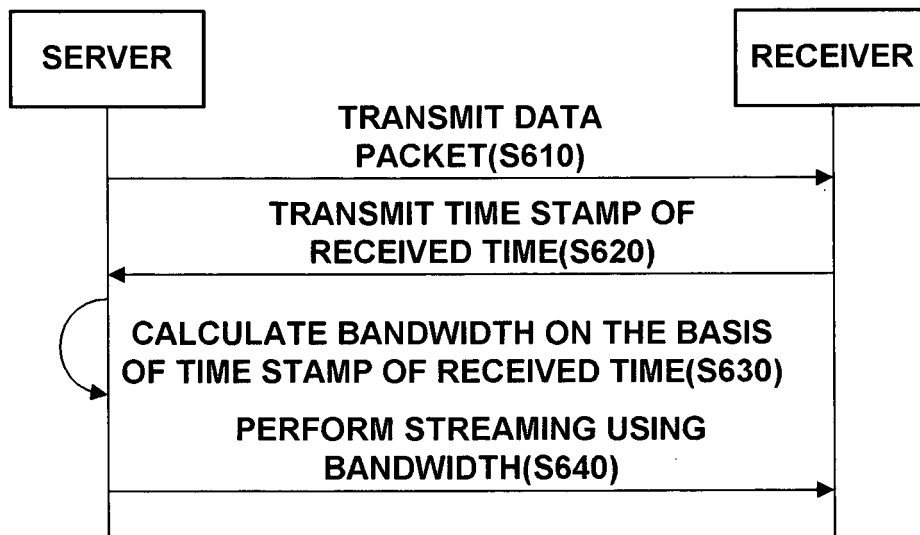 SERVER
RECEIVER
TRANSMIT DATA
PACKET(S610)
TRANSMIT TIME STAMP OF
RECEIVED TIME(S620)
CALCULATE BANDWIDTH ON THE BASIS
OF TIME STAMP OF RECEIVED TIME(S630)
PERFORM STREAMING USING
BANDWIDTH(S640)